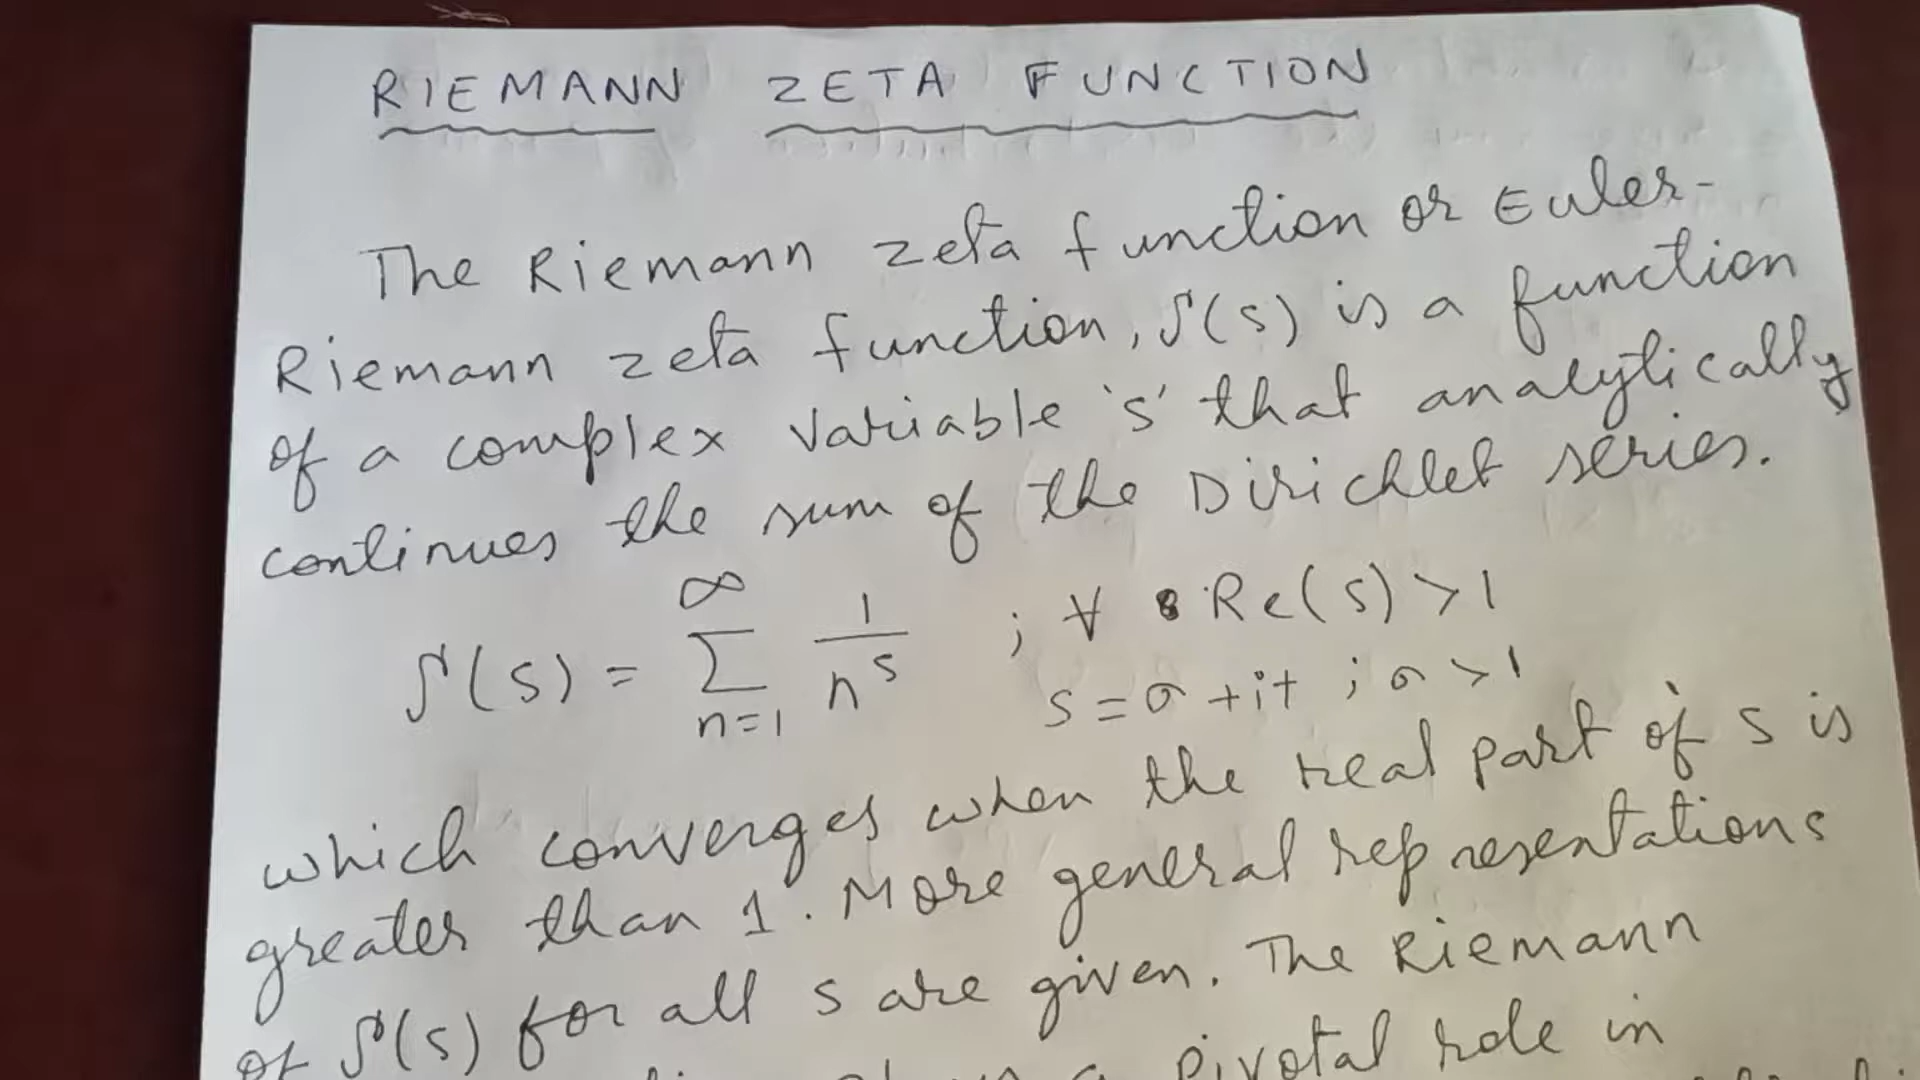 RIEMANN ZETA FUNCTION
The Riemann zeta function or Euler-
Riemann zeta function, ζ(s) is a function
of a complex variable 's' that analytically
continues the sum of the Dirichlet series.
ζ(s) = ∑_{n=1}^{∞} 1/n^s ; ∀ Re(s) > 1
s = σ + it ; σ > 1
which converges when the real part of s is
greater than 1. More general representations
of ζ(s) for all s are given. The Riemann
a pivotal role in